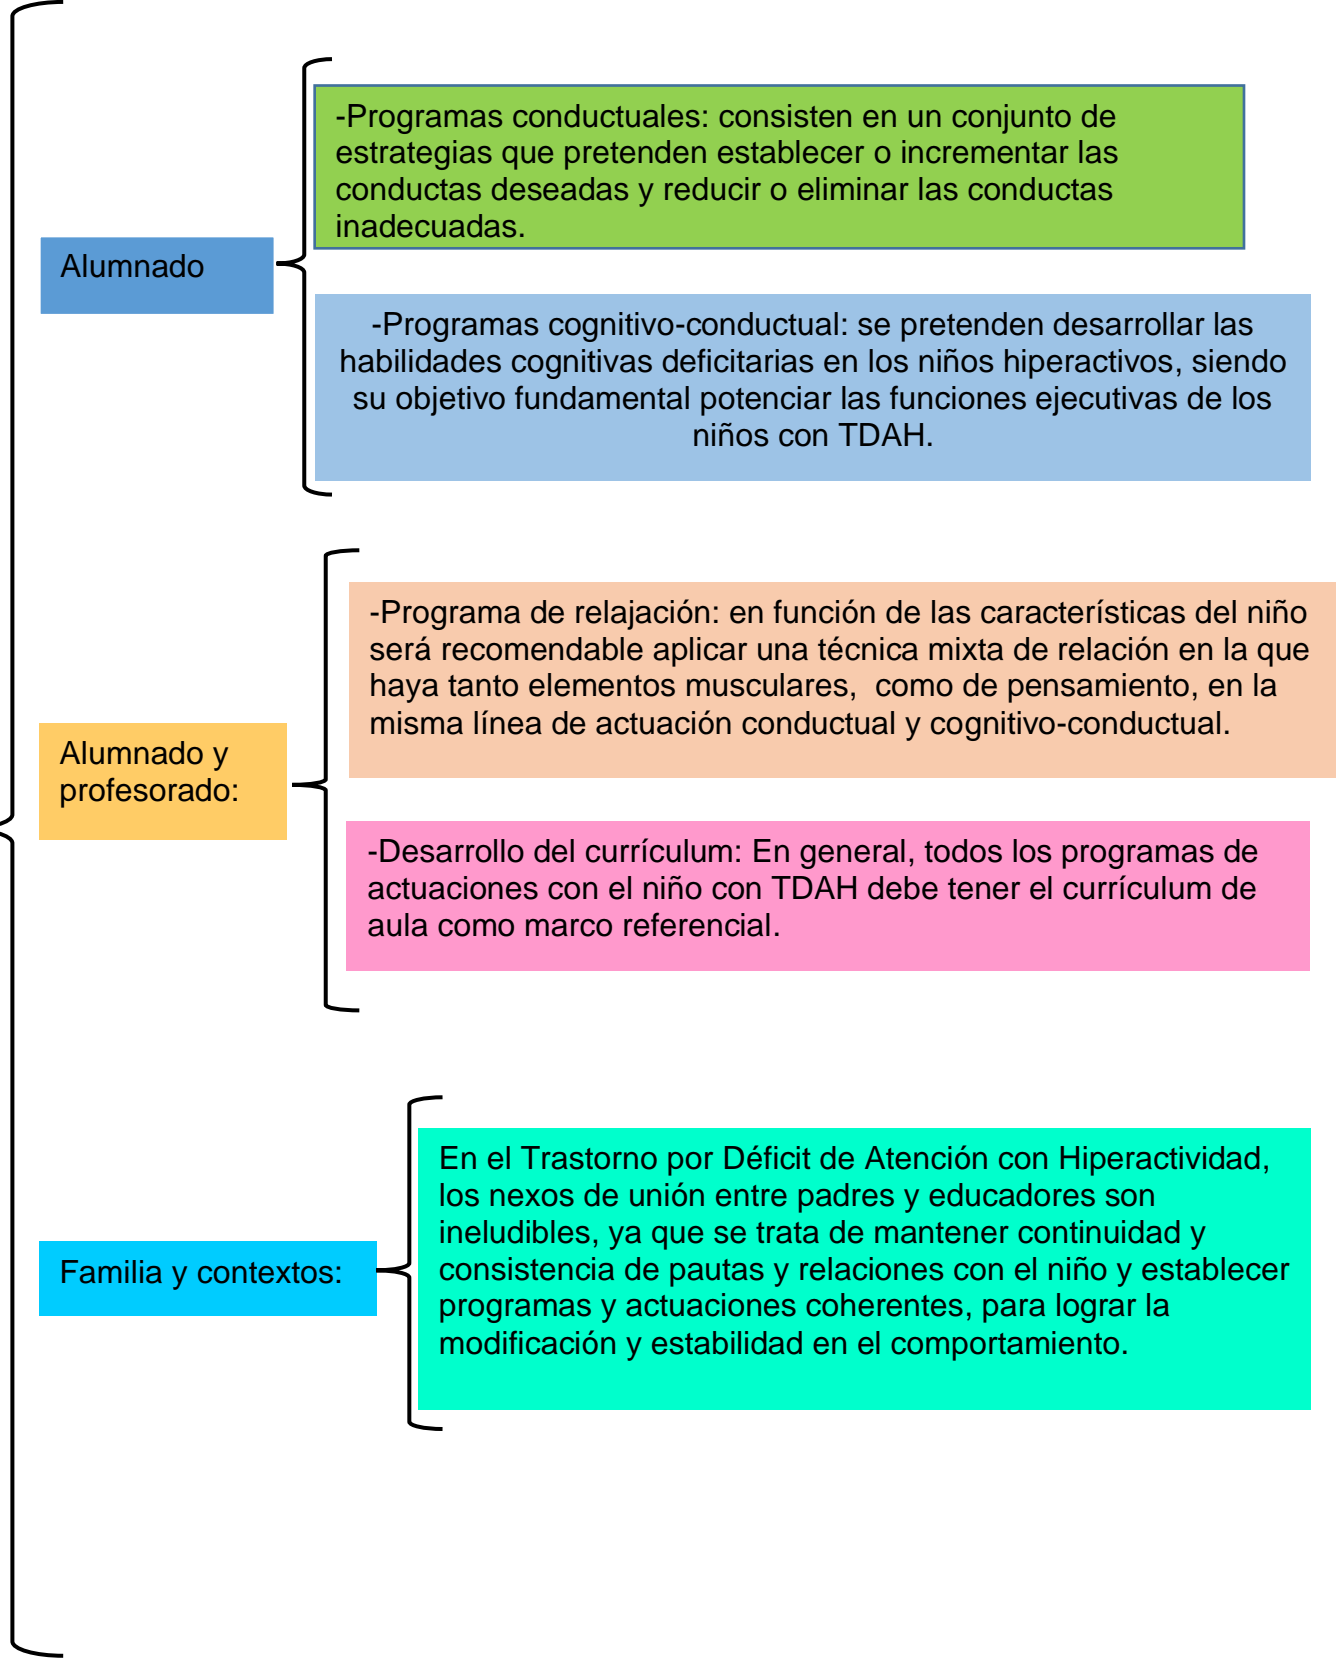 -Programas conductuales: consisten en un conjunto de
estrategias que pretenden establecer o incrementar las
conductas deseadas y reducir o eliminar las conductas
inadecuadas.
Alumnado
-Programas cognitivo-conductual: se pretenden desarrollar las
habilidades cognitivas deficitarias en los niños hiperactivos, siendo
su objetivo fundamental potenciar las funciones ejecutivas de los
niños con TDAH.
-Programa de relajación: en función de las características del niño
será recomendable aplicar una técnica mixta de relación en la que
haya tanto elementos musculares,  como de pensamiento, en la
misma línea de actuación conductual y cognitivo-conductual.
Alumnado y
profesorado:
-Desarrollo del currículum: En general, todos los programas de
actuaciones con el niño con TDAH debe tener el currículum de
aula como marco referencial.
En el Trastorno por Déficit de Atención con Hiperactividad,
los nexos de unión entre padres y educadores son
ineludibles, ya que se trata de mantener continuidad y
consistencia de pautas y relaciones con el niño y establecer
programas y actuaciones coherentes, para lograr la
modificación y estabilidad en el comportamiento.
Familia y contextos: